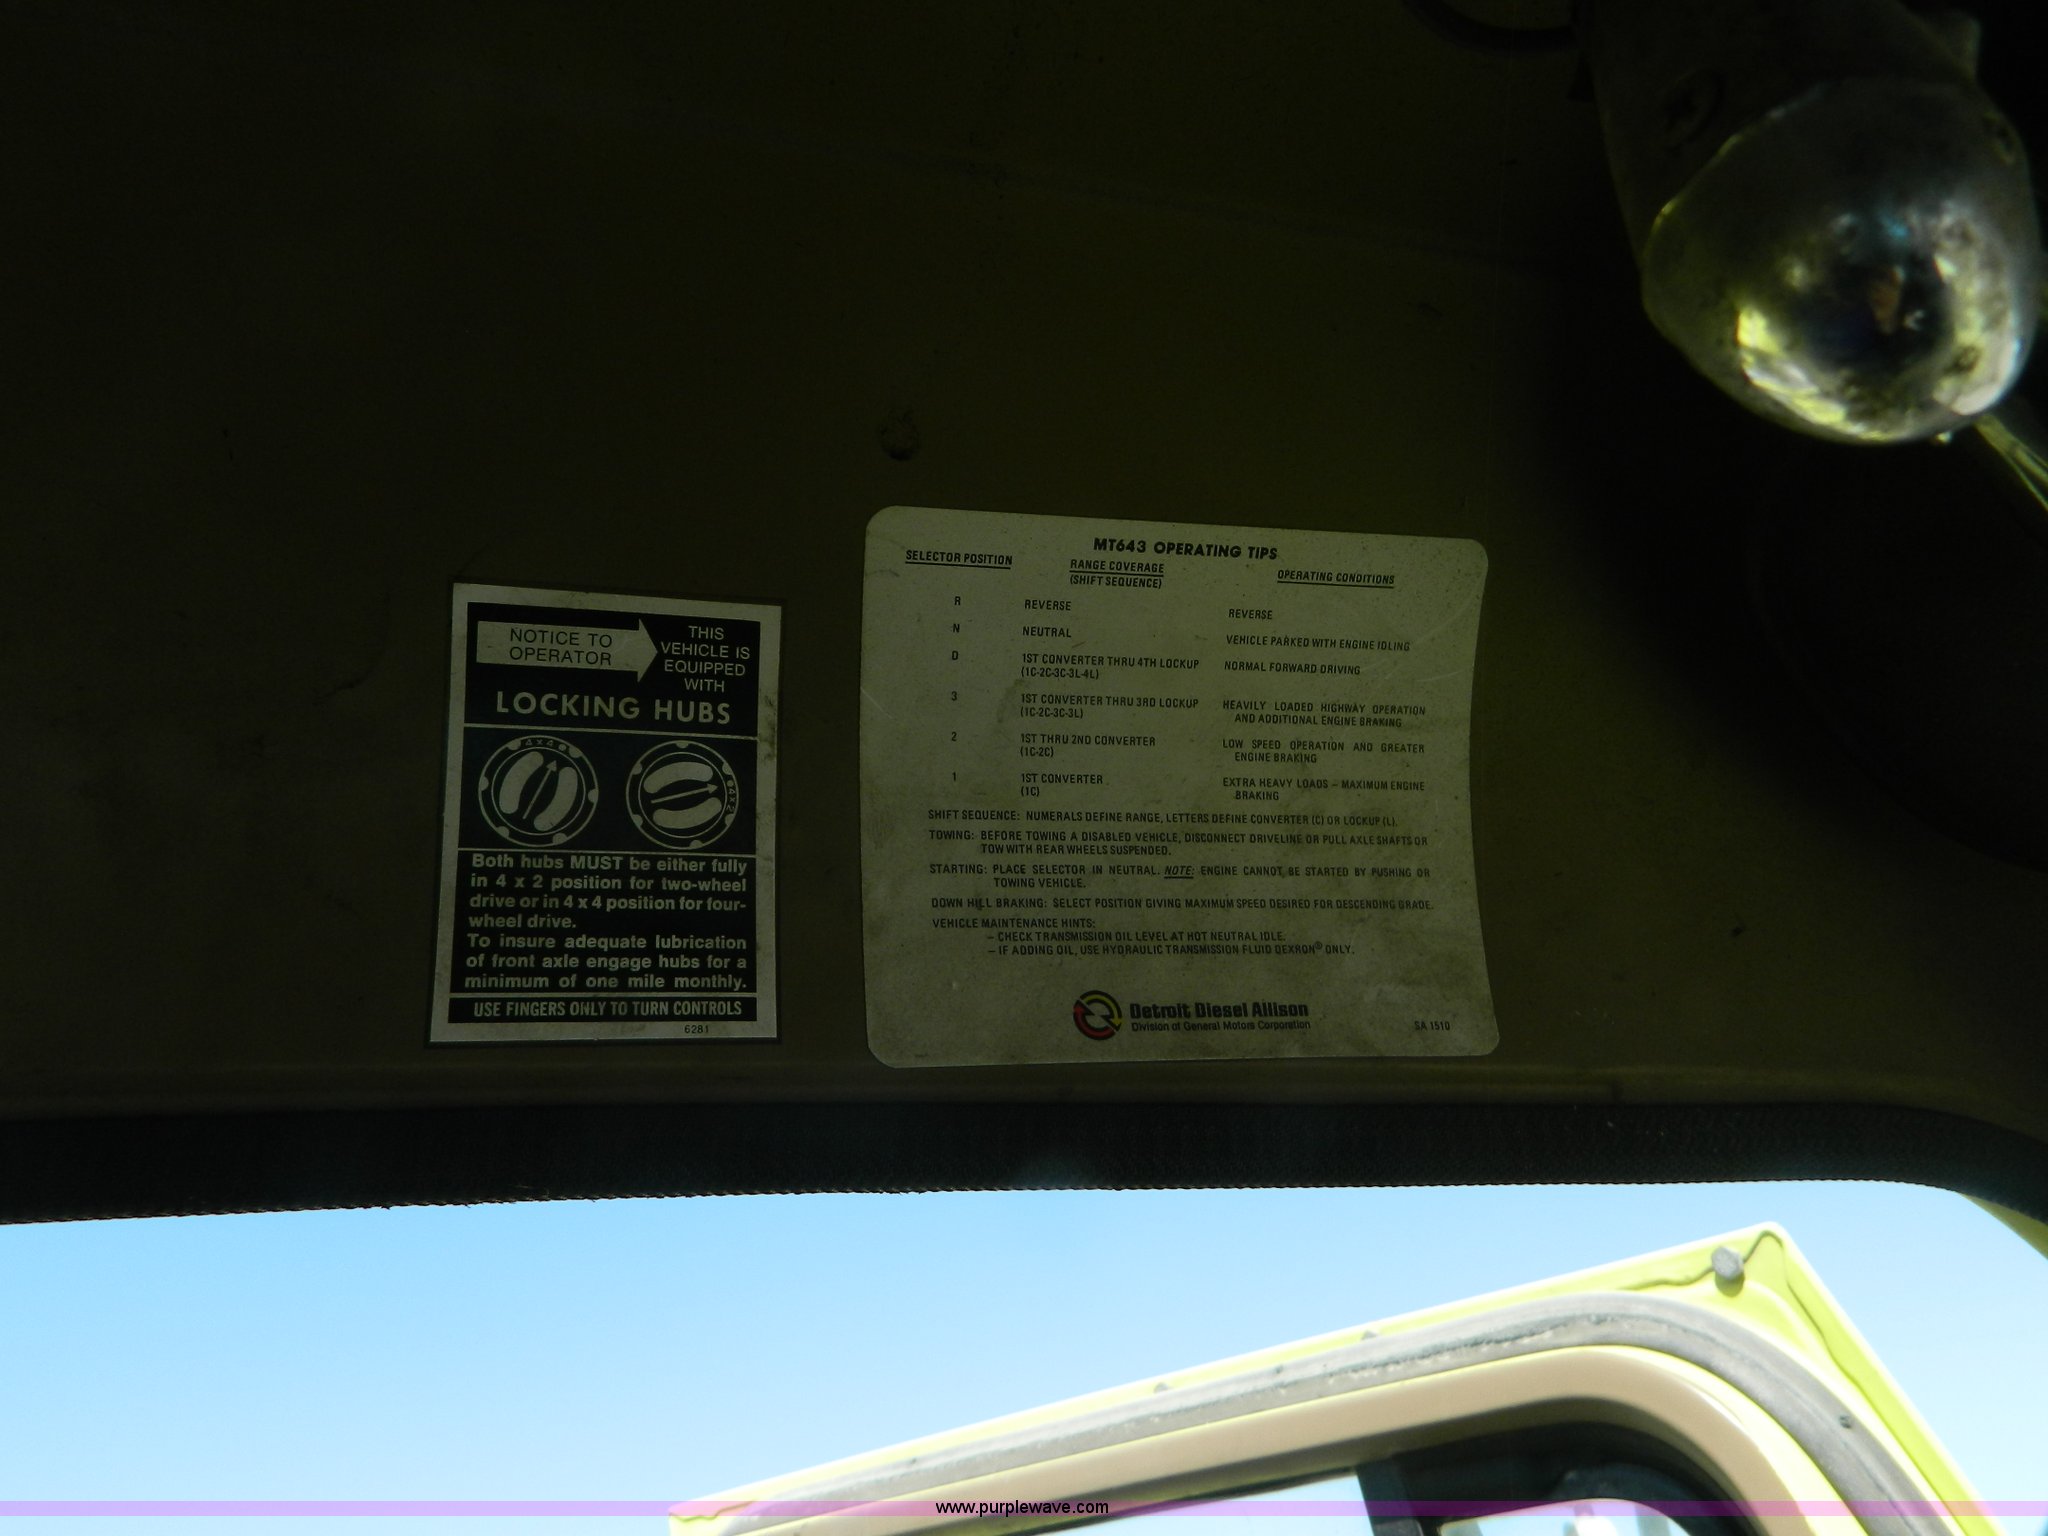 NOTICE TO
OPERATOR
THIS
VEHICLE IS
EQUIPPED
WITH
LOCKING HUBS
4 x 4
4 x 2
Both hubs MUST be either fully
in 4 x 2 position for two-wheel
drive or in 4 x 4 position for four-
wheel drive.
To insure adequate lubrication
of front axle engage hubs for a
minimum of one mile monthly.
USE FINGERS ONLY TO TURN CONTROLS
6281
MT643 OPERATING TIPS
SELECTOR POSITION RANGE COVERAGE OPERATING CONDITIONS
(SHIFT SEQUENCE)
R REVERSE REVERSE
N NEUTRAL VEHICLE PARKED WITH ENGINE IDLING
D 1ST CONVERTER THRU 4TH LOCKUP NORMAL FORWARD DRIVING
(1C-2C-3C-3L-4L)
3 1ST CONVERTER THRU 3RD LOCKUP HEAVILY LOADED HIGHWAY OPERATION
(1C-2C-3C-3L) AND ADDITIONAL ENGINE BRAKING
2 1ST THRU 2ND CONVERTER LOW SPEED OPERATION AND GREATER
(1C-2C) ENGINE BRAKING
1 1ST CONVERTER EXTRA HEAVY LOADS – MAXIMUM ENGINE
(1C) BRAKING
SHIFT SEQUENCE: NUMERALS DEFINE RANGE, LETTERS DEFINE CONVERTER (C) OR LOCKUP (L).
TOWING: BEFORE TOWING A DISABLED VEHICLE, DISCONNECT DRIVELINE OR PULL AXLE SHAFTS OR
TOW WITH REAR WHEELS SUSPENDED.
STARTING: PLACE SELECTOR IN NEUTRAL. NOTE: ENGINE CANNOT BE STARTED BY PUSHING OR
TOWING VEHICLE.
DOWN HILL BRAKING: SELECT POSITION GIVING MAXIMUM SPEED DESIRED FOR DESCENDING GRADE.
VEHICLE MAINTENANCE HINTS:
– CHECK TRANSMISSION OIL LEVEL AT HOT NEUTRAL IDLE.
– IF ADDING OIL, USE HYDRAULIC TRANSMISSION FLUID DEXRON® ONLY.
Detroit Diesel Allison
Division of General Motors Corporation
SA 1510
www.purplewave.com